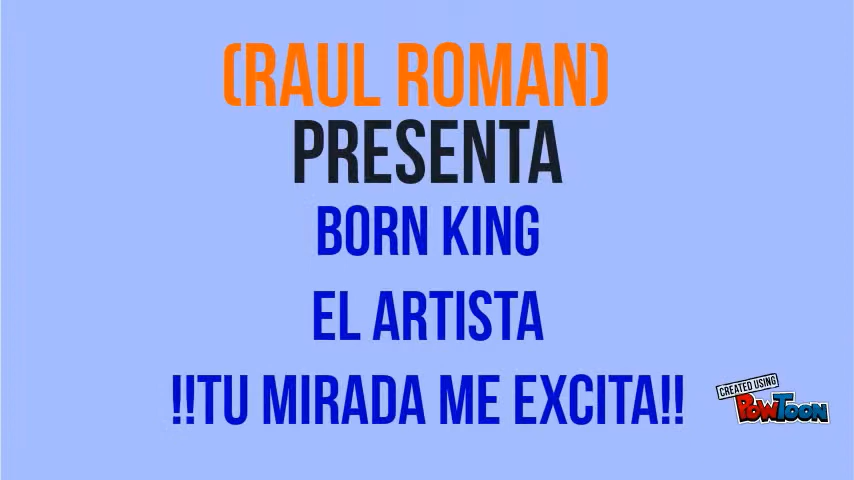 (RAUL ROMAN)
PRESENTA
BORN KING
EL ARTISTA
!!TU MIRADA ME EXCITA!!
CREATED USING
POWTOON